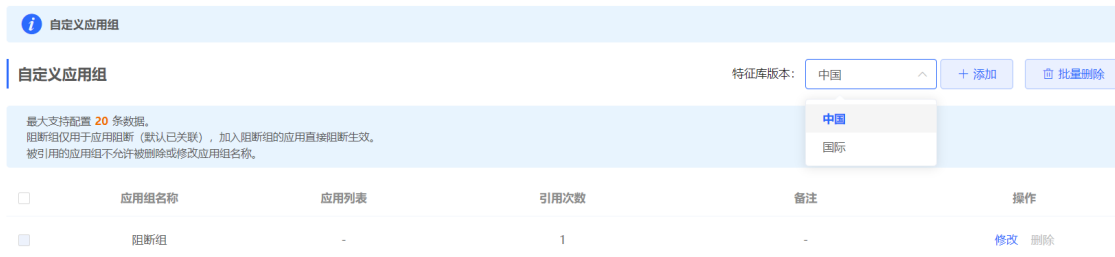 自定义应用组
自定义应用组
特征库版本： 中国 + 添加 批量删除
中国
国际
最大支持配置 20 条数据。
阻断组仅用于应用阻断（默认已关联），加入阻断组的应用直接阻断生效。
被引用的应用组不允许被删除或修改应用组名称。
应用组名称 应用列表 引用次数 备注 操作
阻断组 - 1 - 修改 删除